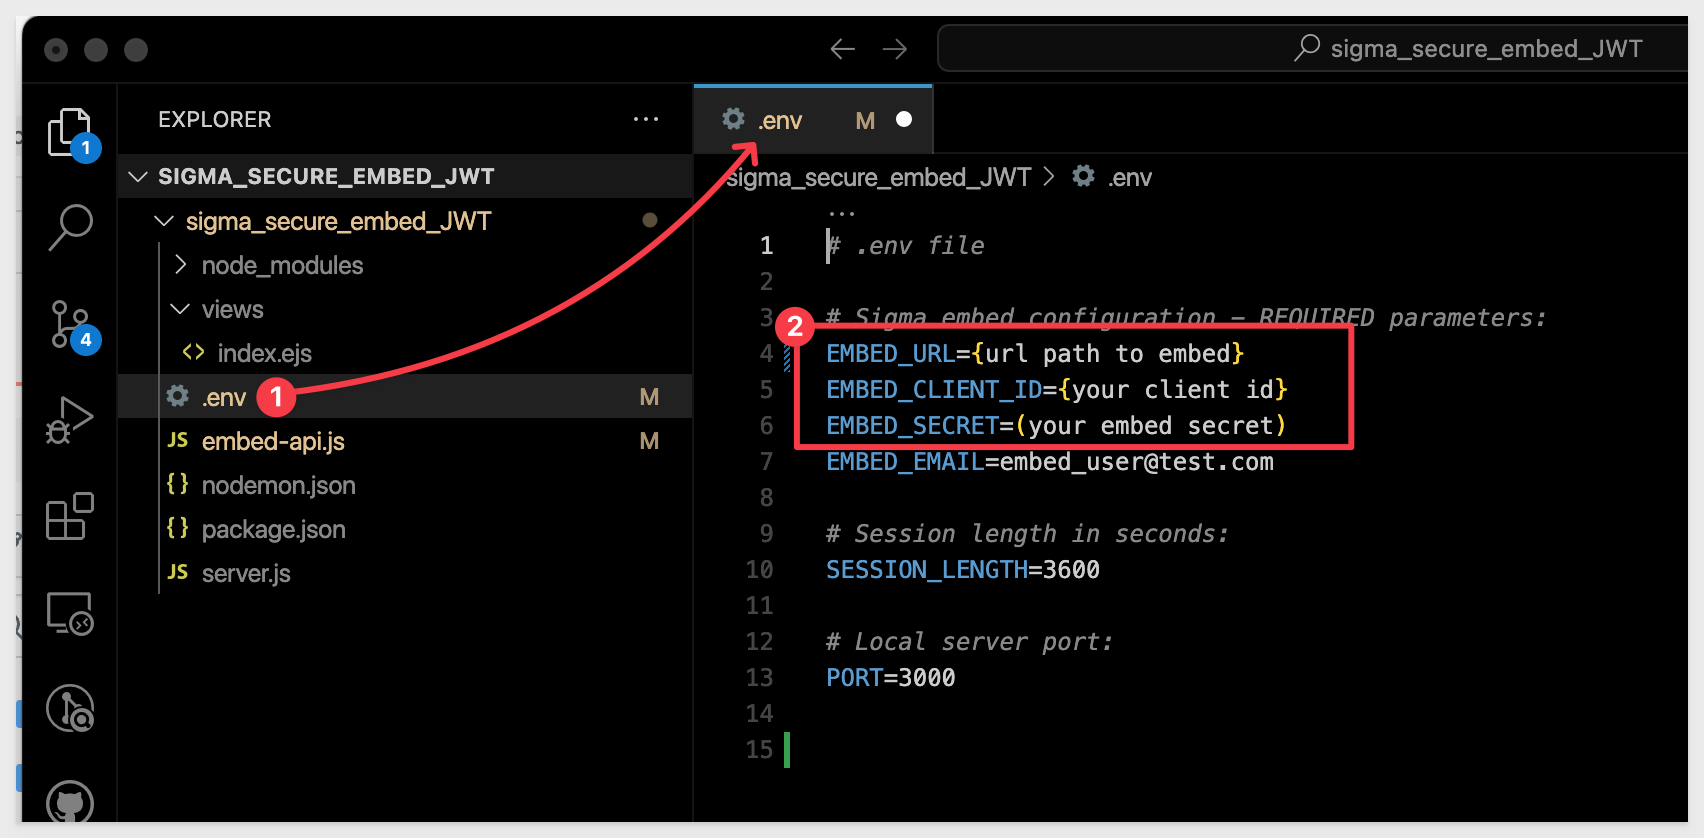 sigma_secure_embed_JWT
1
4
EXPLORER
...
SIGMA_SECURE_EMBED_JWT
sigma_secure_embed_JWT
node_modules
views
<> index.ejs
.env 1 M
JS embed-api.js M
{} nodemon.json
{} package.json
JS server.js
.env M
sigma_secure_embed_JWT > .env
...
1 # .env file
2
3 # Sigma embed configuration – REQUIRED parameters:
2
4 EMBED_URL={url path to embed}
5 EMBED_CLIENT_ID={your client id}
6 EMBED_SECRET=(your embed secret)
7 EMBED_EMAIL=embed_user@test.com
8
9 # Session length in seconds:
10 SESSION_LENGTH=3600
11
12 # Local server port:
13 PORT=3000
14
15